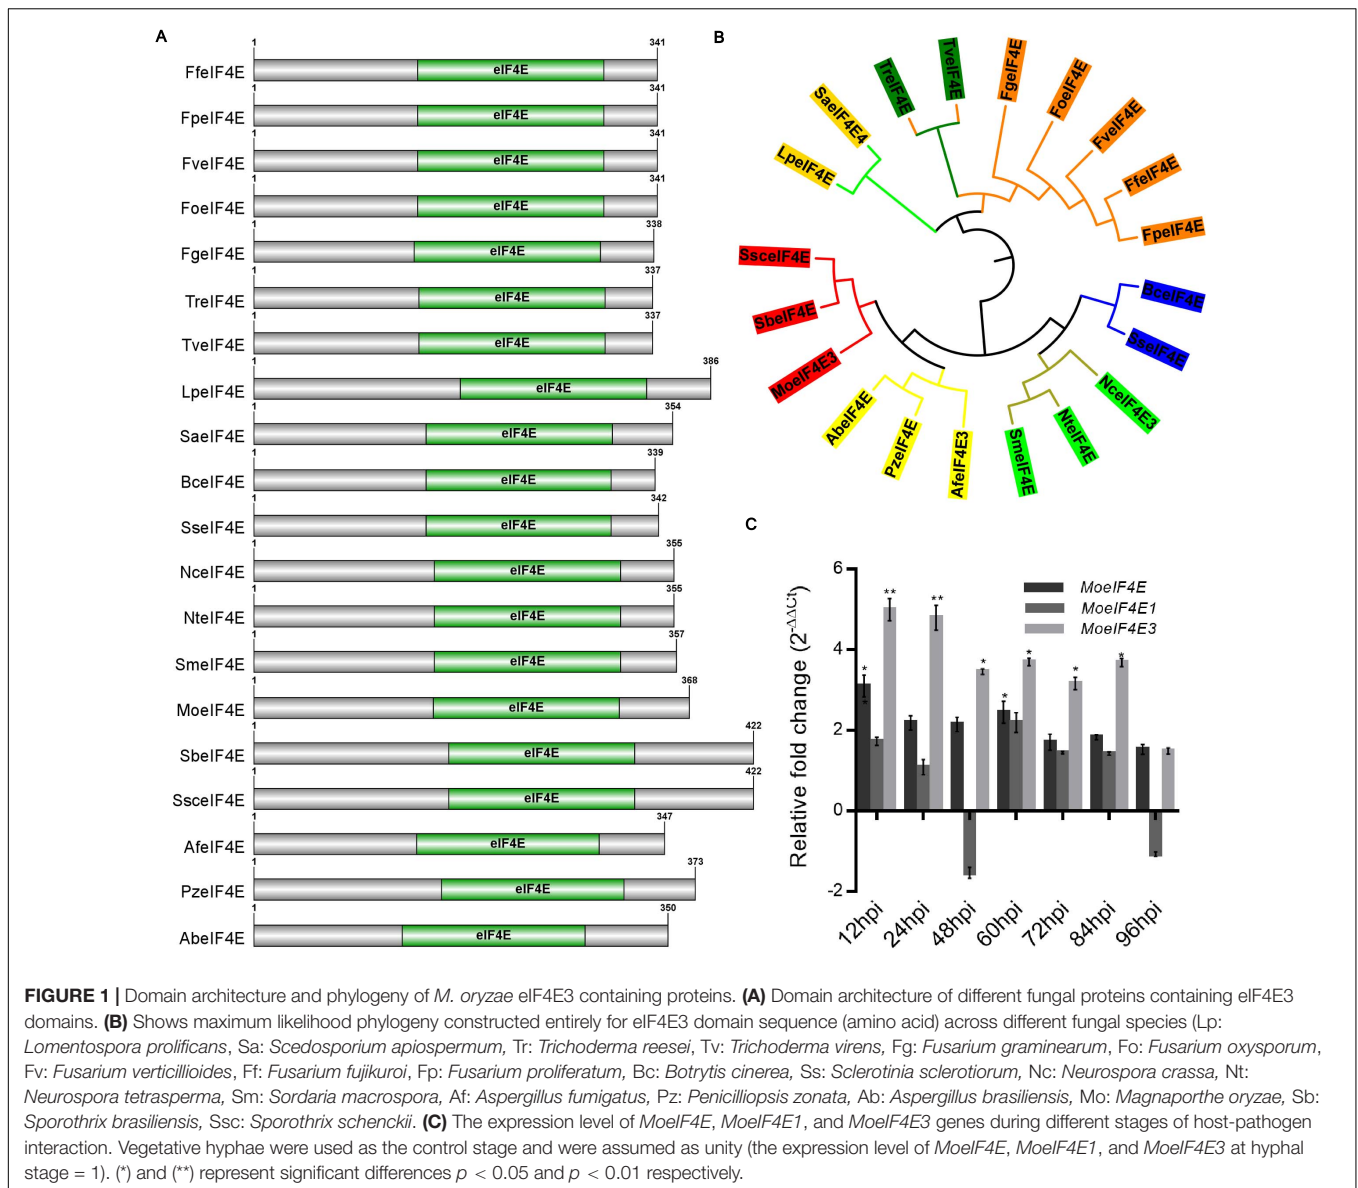 A
1 341
FfeIF4E eIF4E
1 341
FpeIF4E eIF4E
1 341
FveIF4E eIF4E
1 341
FoeIF4E eIF4E
1 338
FgeIF4E eIF4E
1 337
TreIF4E eIF4E
1 337
TveIF4E eIF4E
1 386
LpeIF4E eIF4E
1 354
SaeIF4E eIF4E
1 339
BceIF4E eIF4E
1 342
SseIF4E eIF4E
1 355
NceIF4E eIF4E
1 355
NteIF4E eIF4E
1 357
SmeIF4E eIF4E
1 368
MoeIF4E eIF4E
1 422
SbeIF4E eIF4E
1 422
SsceIF4E eIF4E
1 347
AfeIF4E eIF4E
1 373
PzeIF4E eIF4E
1 350
AbeIF4E eIF4E
B
LpeIF4E
SaeIF4E4
TreIF4E
TveIF4E
FgeIF4E
FoeIF4E
FveIF4E
FfeIF4E
FpeIF4E
BceIF4E
SseIF4E
NceIF4E3
NteIF4E
SmeIF4E
AfeIF4E3
PzeIF4E
AbeIF4E
MoeIF4E3
SbeIF4E
SsceIF4E
C
Relative fold change (2^-ΔΔCt)
6
4
2
0
-2
MoeIF4E
MoeIF4E1
MoeIF4E3
* ** ** * * * * *
12hpi 24hpi 48hpi 60hpi 72hpi 84hpi 96hpi
FIGURE 1 | Domain architecture and phylogeny of M. oryzae eIF4E3 containing proteins. (A) Domain architecture of different fungal proteins containing eIF4E3
domains. (B) Shows maximum likelihood phylogeny constructed entirely for eIF4E3 domain sequence (amino acid) across different fungal species (Lp:
Lomentospora prolificans, Sa: Scedosporium apiospermum, Tr: Trichoderma reesei, Tv: Trichoderma virens, Fg: Fusarium graminearum, Fo: Fusarium oxysporum,
Fv: Fusarium verticillioides, Ff: Fusarium fujikuroi, Fp: Fusarium proliferatum, Bc: Botrytis cinerea, Ss: Sclerotinia sclerotiorum, Nc: Neurospora crassa, Nt:
Neurospora tetrasperma, Sm: Sordaria macrospora, Af: Aspergillus fumigatus, Pz: Penicilliopsis zonata, Ab: Aspergillus brasiliensis, Mo: Magnaporthe oryzae, Sb:
Sporothrix brasiliensis, Ssc: Sporothrix schenckii. (C) The expression level of MoeIF4E, MoeIF4E1, and MoeIF4E3 genes during different stages of host-pathogen
interaction. Vegetative hyphae were used as the control stage and were assumed as unity (the expression level of MoeIF4E, MoeIF4E1, and MoeIF4E3 at hyphal
stage = 1). (*) and (**) represent significant differences p < 0.05 and p < 0.01 respectively.